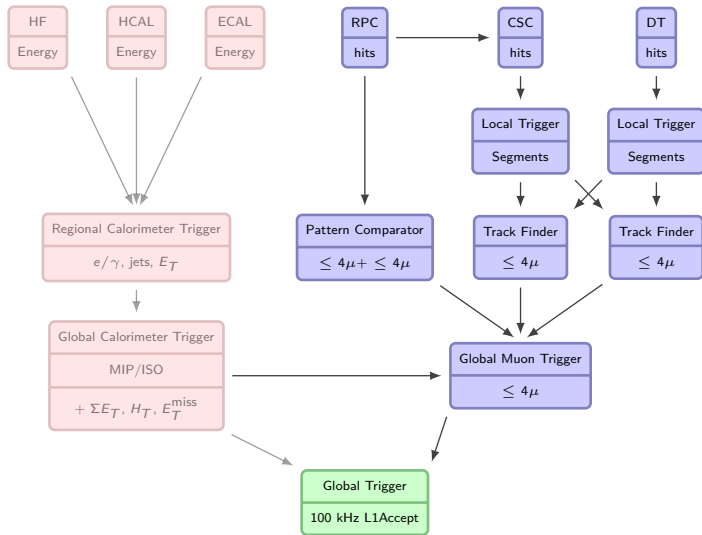 HF
Energy
HCAL
Energy
ECAL
Energy
RPC
hits
CSC
hits
DT
hits
Local Trigger
Segments
Local Trigger
Segments
Regional Calorimeter Trigger
e/γ, jets, E_T
Pattern Comparator
≤ 4μ+ ≤ 4μ
Track Finder
≤ 4μ
Track Finder
≤ 4μ
Global Calorimeter Trigger
MIP/ISO
+ ΣE_T, H_T, E_T^miss
Global Muon Trigger
≤ 4μ
Global Trigger
100 kHz L1Accept